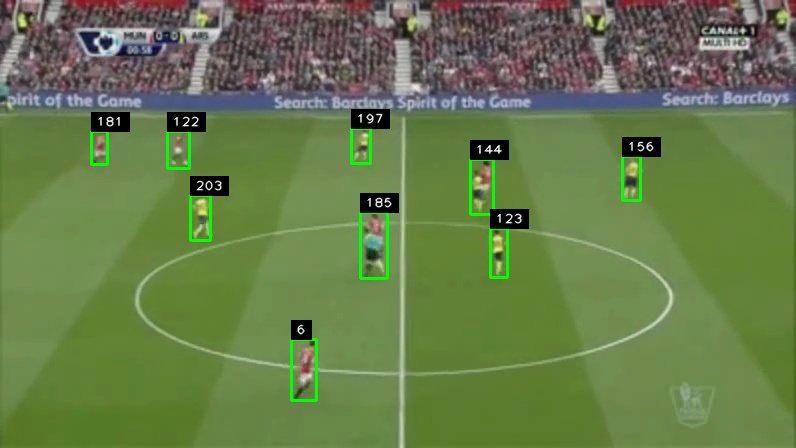 MUN 0-0 ARS
00:58
CANAL+ 1
MULTI HD
pirit of the Game
Search: Barclays
Spirit of the Game
Search: Barclays
181
122
197
144
156
203
185
123
6